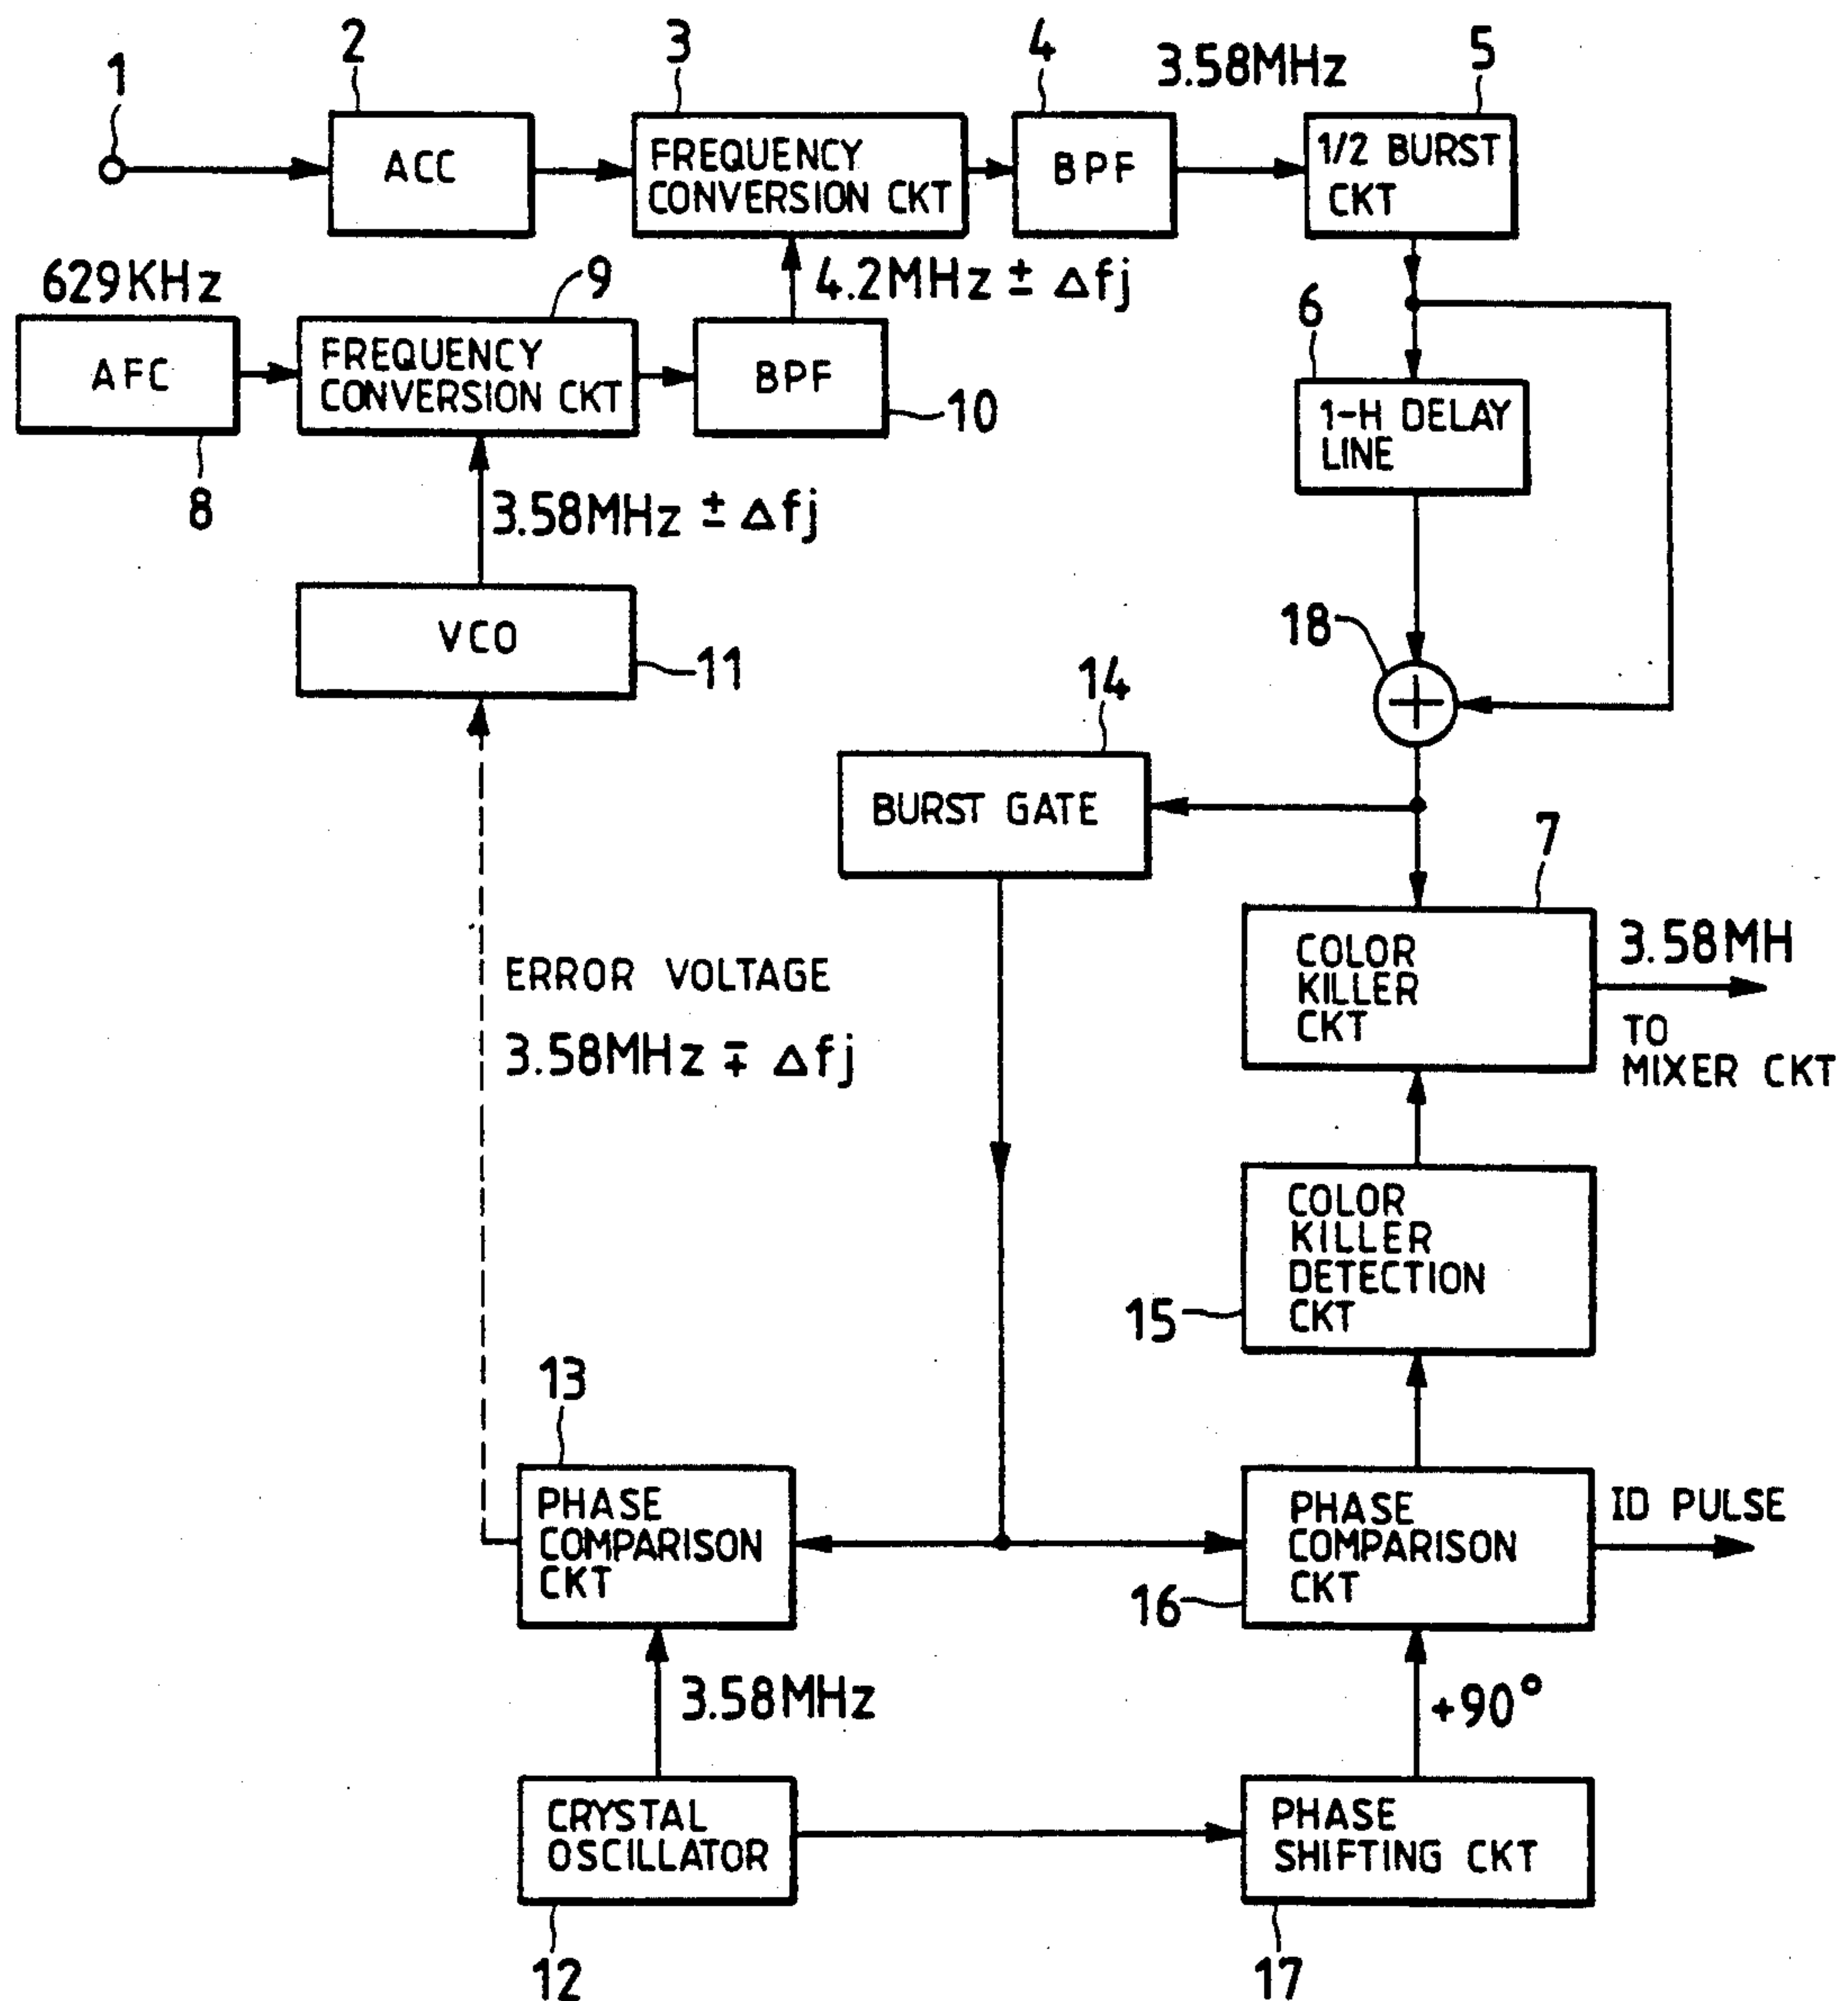 1
2
3
4
3.58MHz
5
ACC
FREQUENCY
CONVERSION CKT
BPF
1/2 BURST
CKT
629KHz
9
4.2MHz ± Δfj
6
AFC
FREQUENCY
CONVERSION CKT
BPF
10
1-H DELAY
LINE
8
3.58MHz ± Δfj
VCO
11
18
14
BURST GATE
7
COLOR
KILLER
CKT
3.58MH
TO
MIXER CKT
ERROR VOLTAGE
3.58MHz ∓ Δfj
COLOR
KILLER
DETECTION
CKT
15
13
PHASE
COMPARISON
CKT
PHASE
COMPARISON
CKT
16
ID PULSE
3.58MHz
+90°
CRYSTAL
OSCILLATOR
PHASE
SHIFTING CKT
12
17